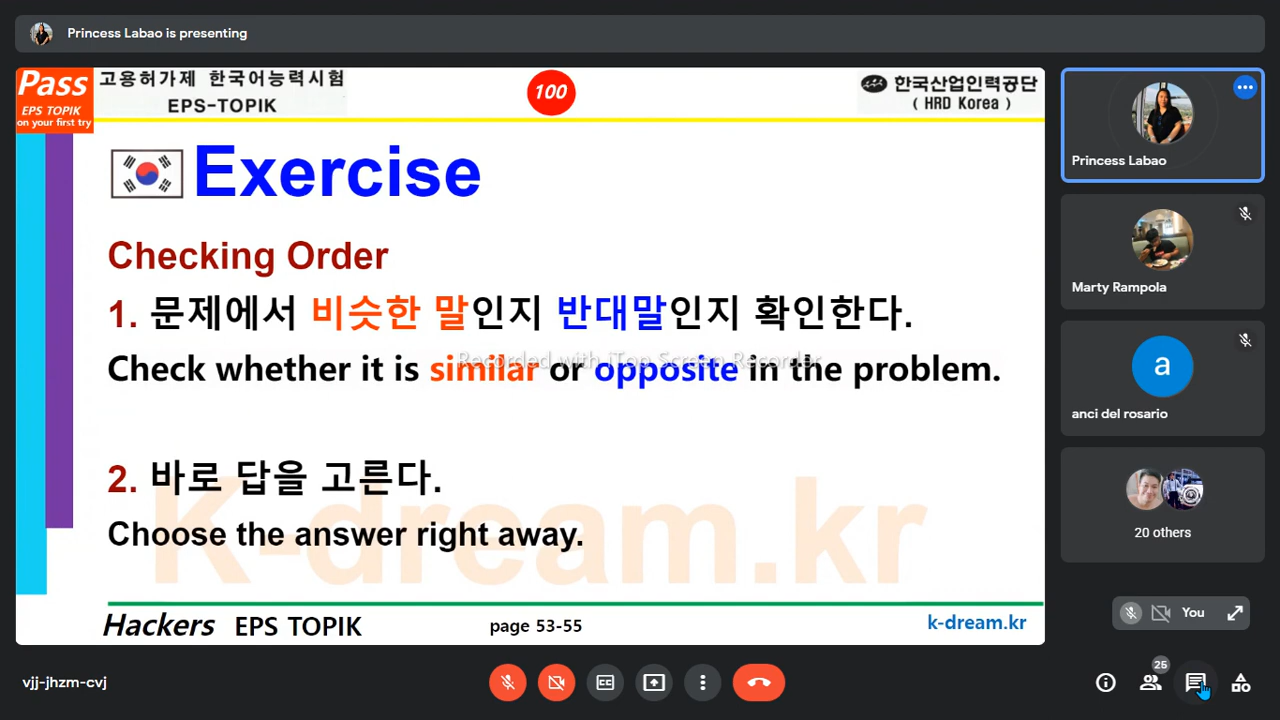 Princess Labao is presenting
Pass
EPS TOPIK
on your first try
고용허가제 한국어능력시험
EPS-TOPIK
100
한국산업인력공단
( HRD Korea )
Exercise
Checking Order
1. 문제에서 비슷한 말인지 반대말인지 확인한다.
Recorded with iTop Screen Recorder
Check whether it is similar or opposite in the problem.
2. 바로 답을 고른다.
Choose the answer right away.
K-dream.kr
Hackers EPS TOPIK
page 53-55
k-dream.kr
Princess Labao
Marty Rampola
a
anci del rosario
20 others
You
vjj-jhzm-cvj
CC
25